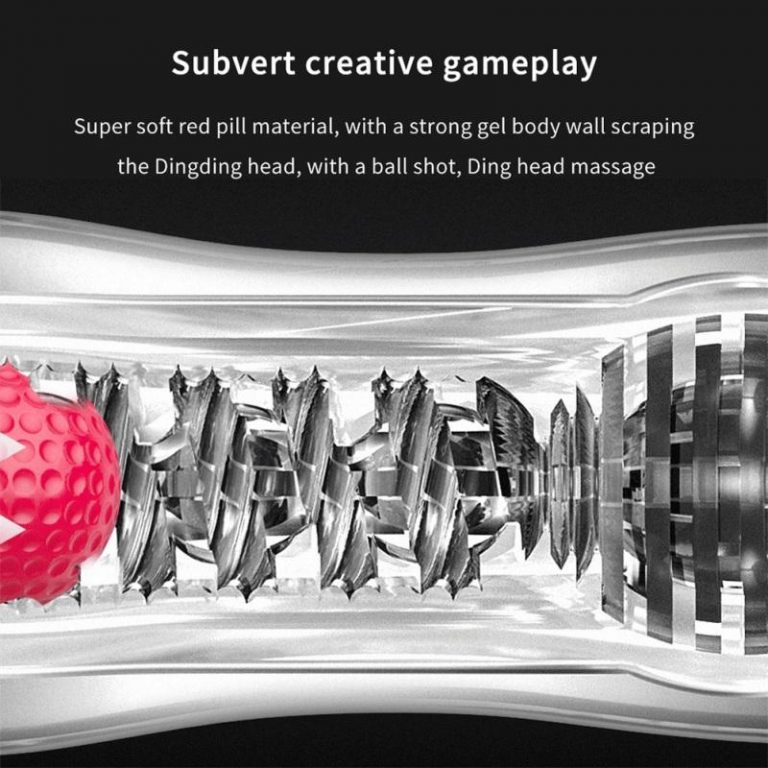 Subvert creative gameplay
Super soft red pill material, with a strong gel body wall scraping
the Dingding head, with a ball shot, Ding head massage